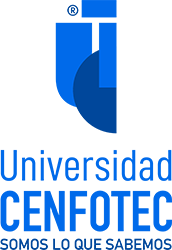 ®
Universidad
CENFOTEC
SOMOS LO QUE SABEMOS